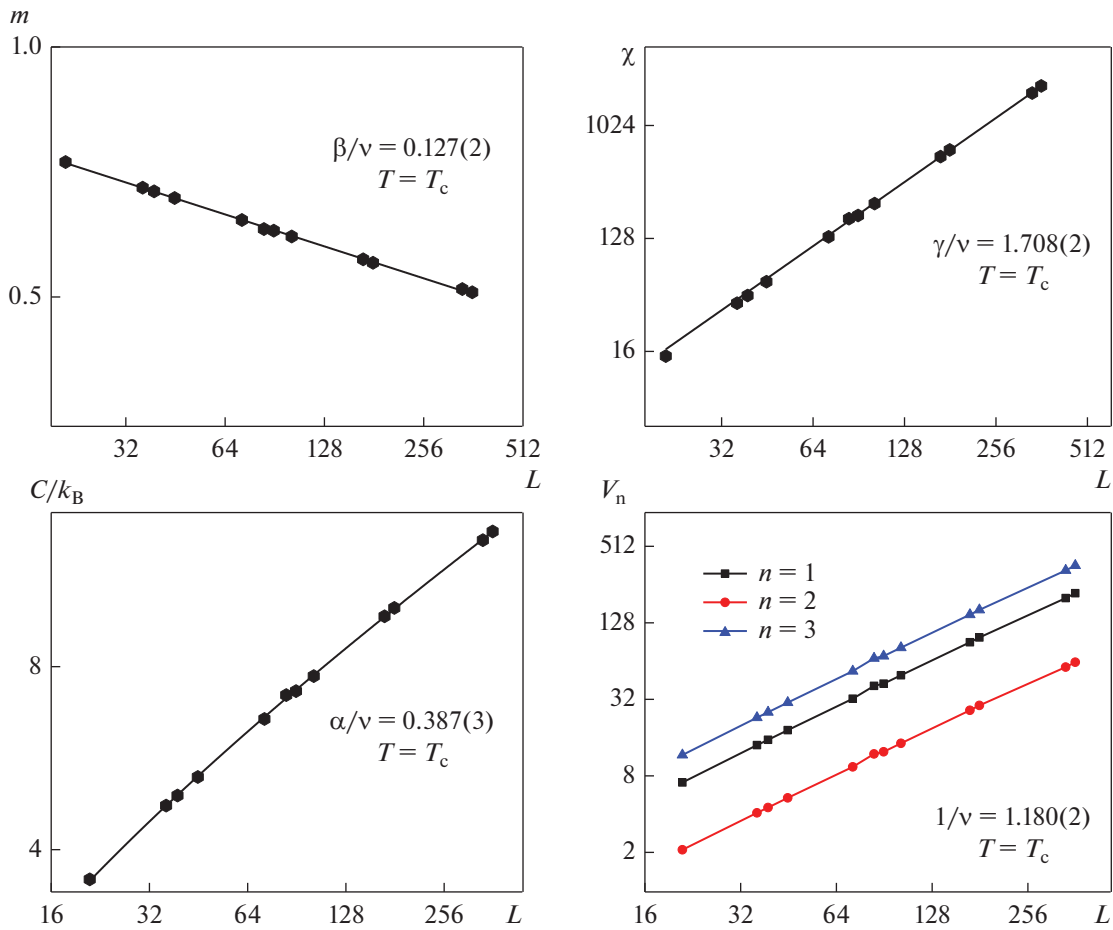 m
1.0
0.5
β/ν = 0.127(2)
T = Tc
32 64 128 256 512
L
χ
1024
128
16
γ/ν = 1.708(2)
T = Tc
32 64 128 256 512
L
C/kB
8
4
α/ν = 0.387(3)
T = Tc
16 32 64 128 256 L
Vn
512
128
32
8
2
n = 1
n = 2
n = 3
1/ν = 1.180(2)
T = Tc
16 32 64 128 256 L